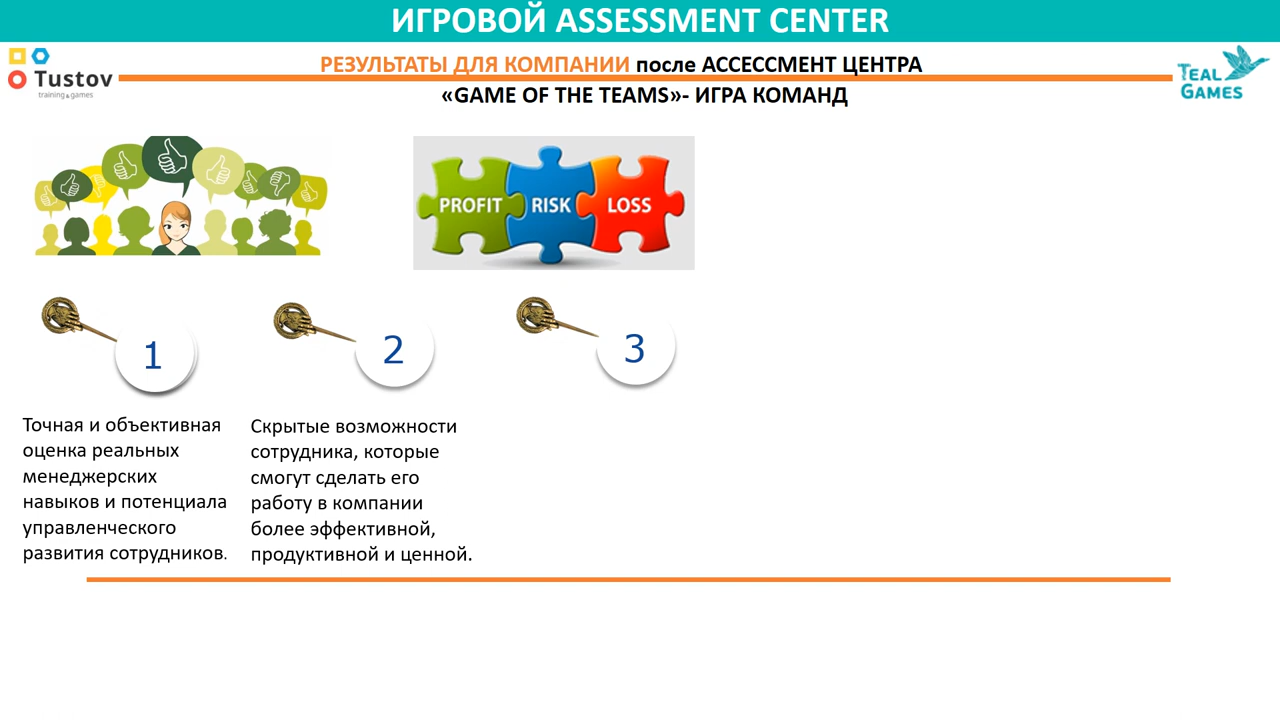 ИГРОВОЙ ASSESSMENT CENTER
РЕЗУЛЬТАТЫ ДЛЯ КОМПАНИИ после АССЕССМЕНТ ЦЕНТРА
«GAME OF THE TEAMS»- ИГРА КОМАНД
Tustov
training&games
TEAL
GAMES
PROFIT
RISK
LOSS
1
2
3
Точная и объективная
оценка реальных
менеджерских
навыков и потенциала
управленческого
развития сотрудников.
Скрытые возможности
сотрудника, которые
смогут сделать его
работу в компании
более эффективной,
продуктивной и ценной.